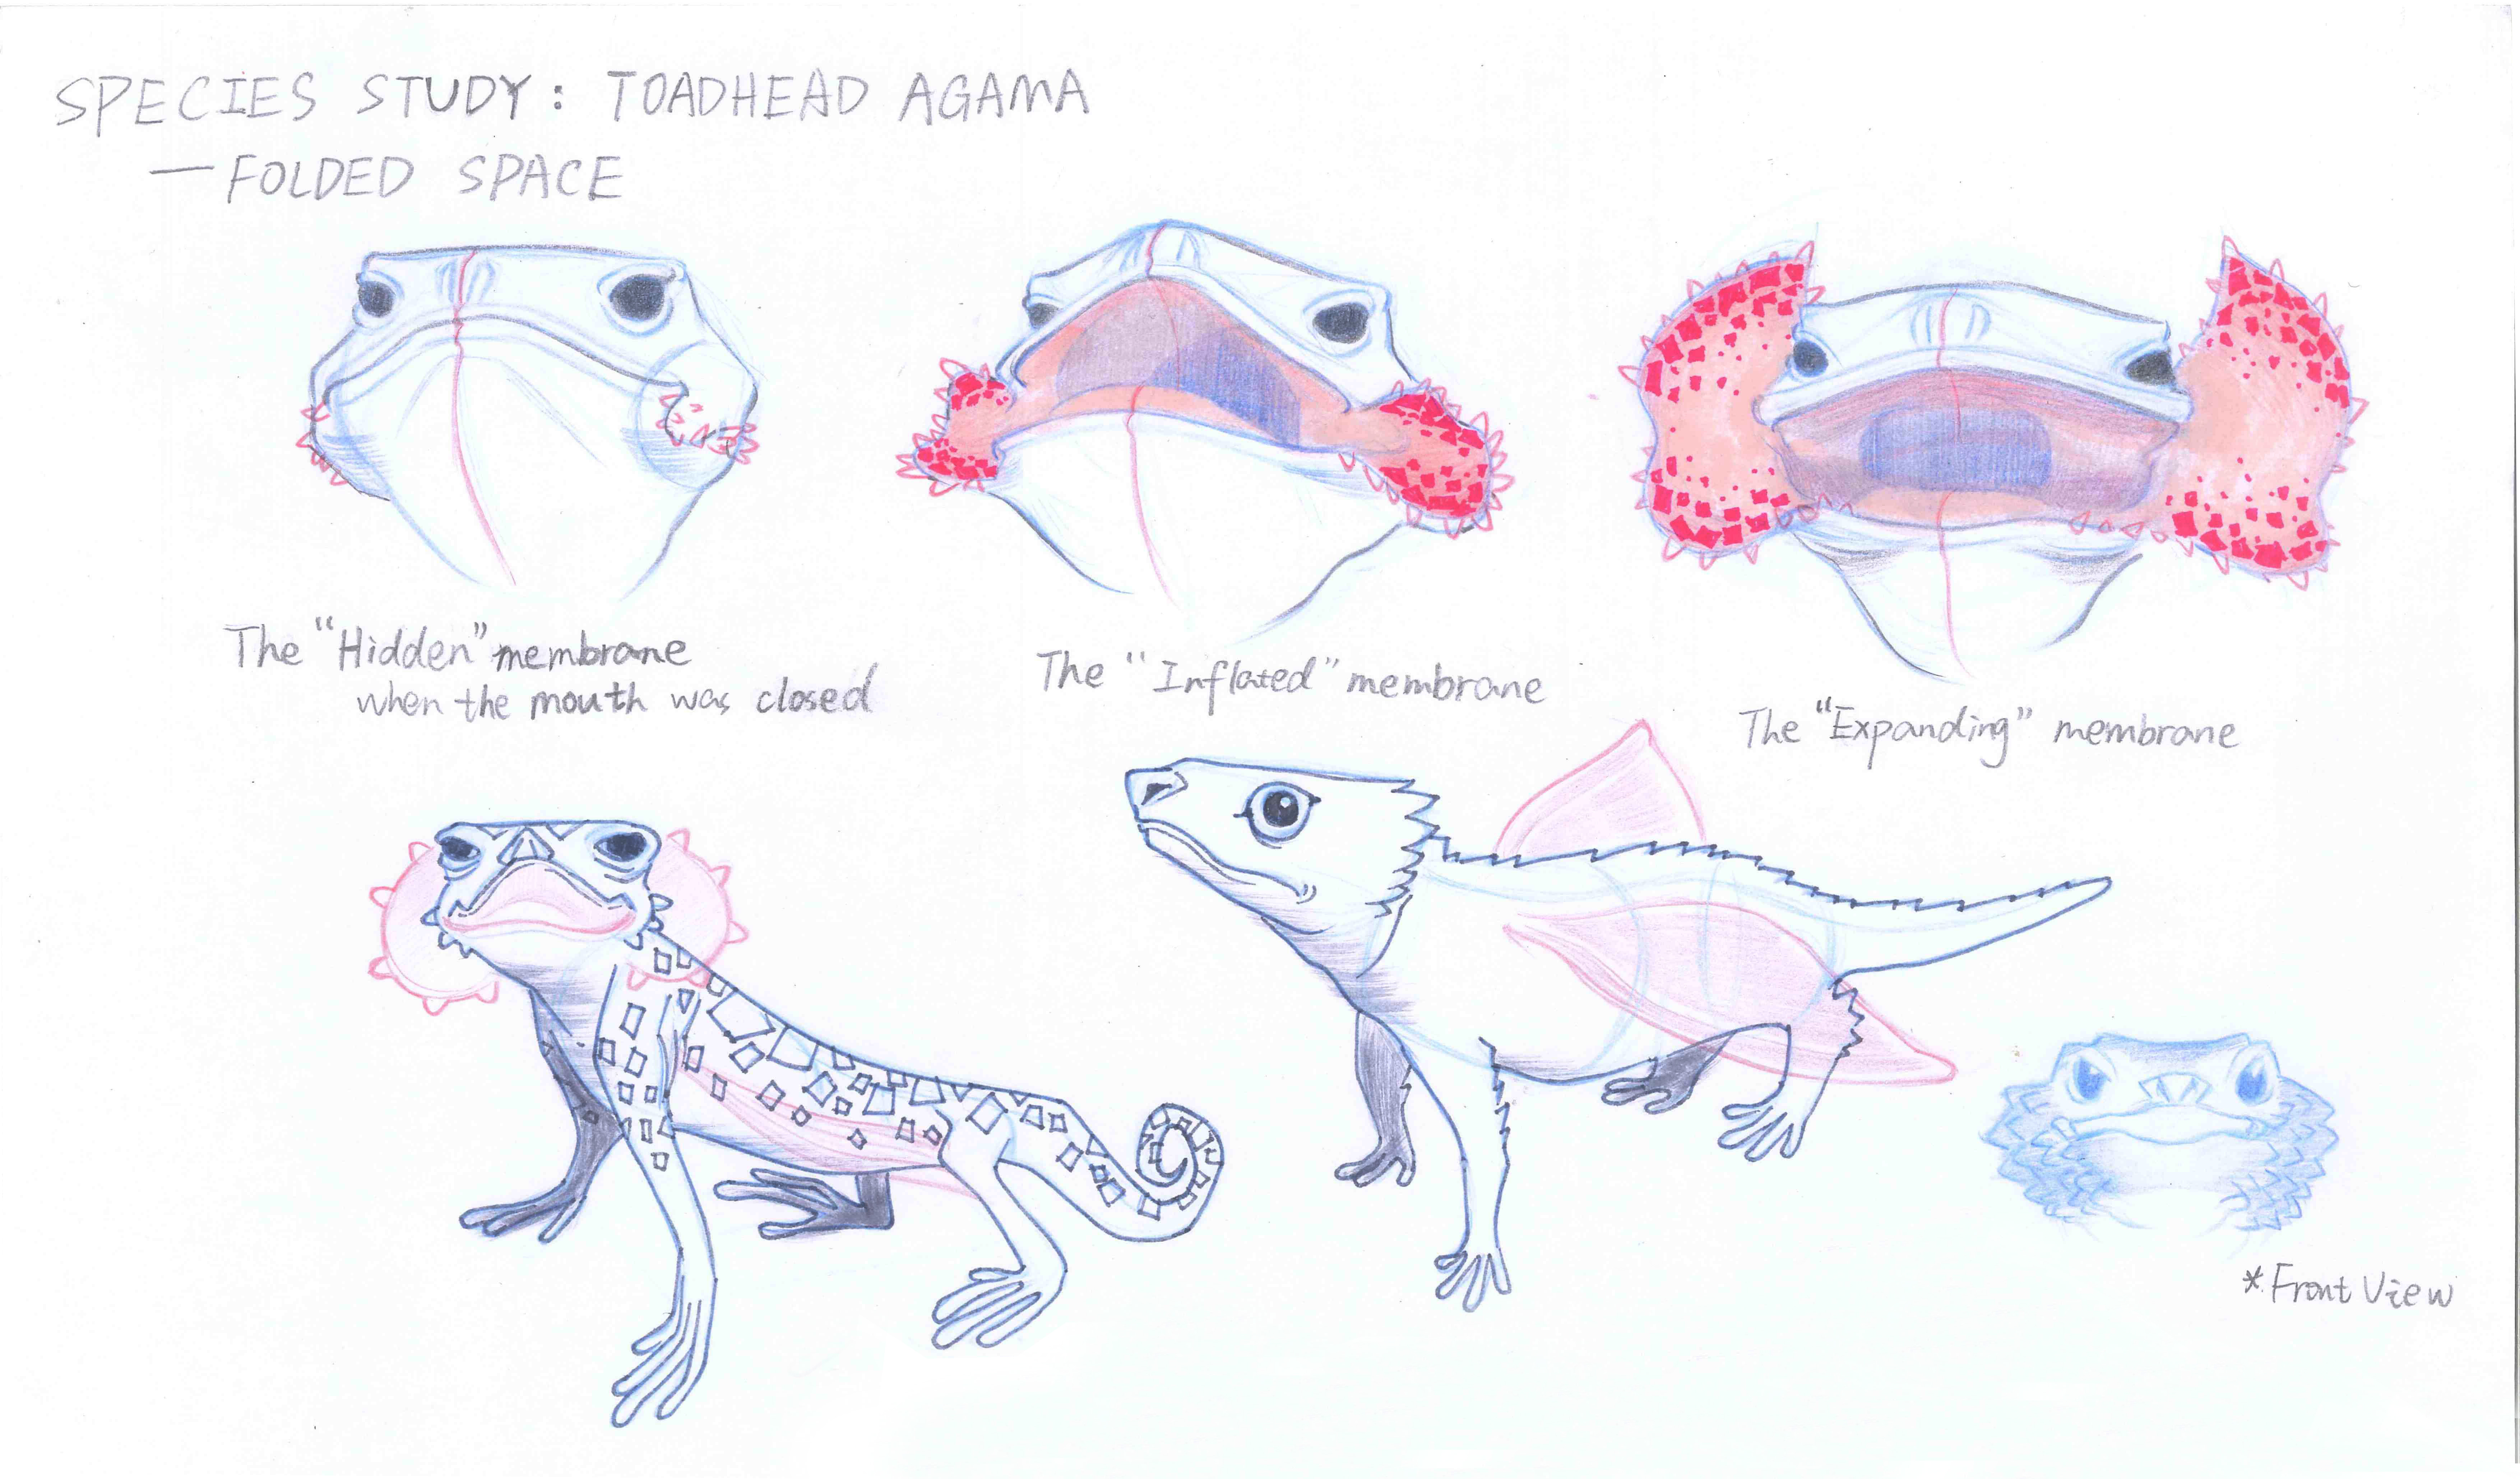 SPECIES STUDY: TOADHEAD AGAMA
—FOLDED SPACE
The "Hidden" membrane
when the mouth was closed
The "Inflated" membrane
The "Expanding" membrane
*Front View